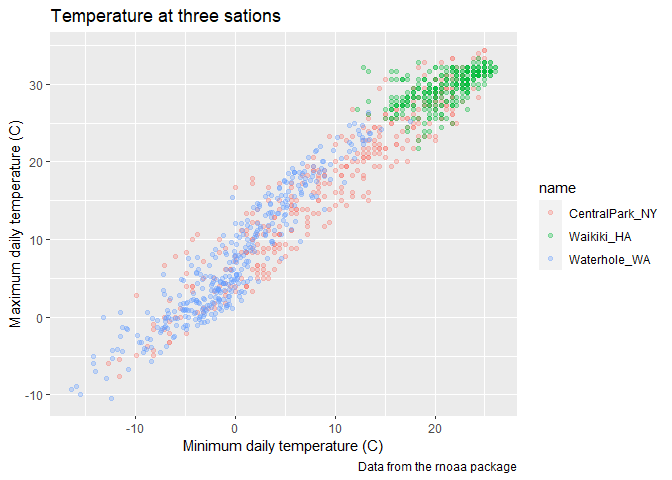 Temperature at three sations
Maximum daily temperature (C)
30
20
10
0
-10
-10
0
10
20
Minimum daily temperature (C)
Data from the rnoaa package
name
CentralPark_NY
Waikiki_HA
Waterhole_WA